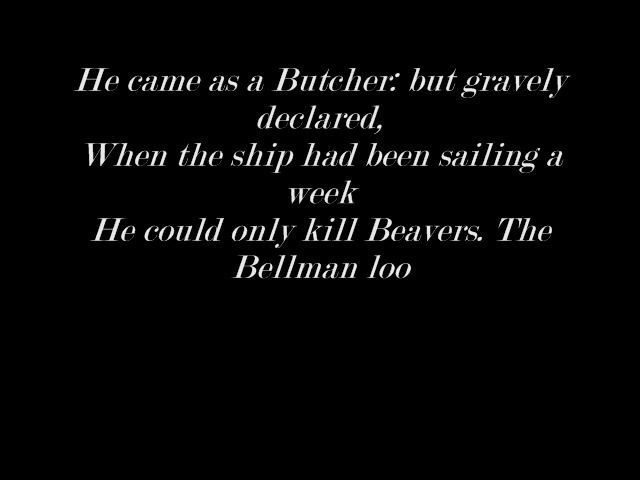 He came as a Butcher: but gravely
declared,
When the ship had been sailing a
week
He could only kill Beavers. The
Bellman loo